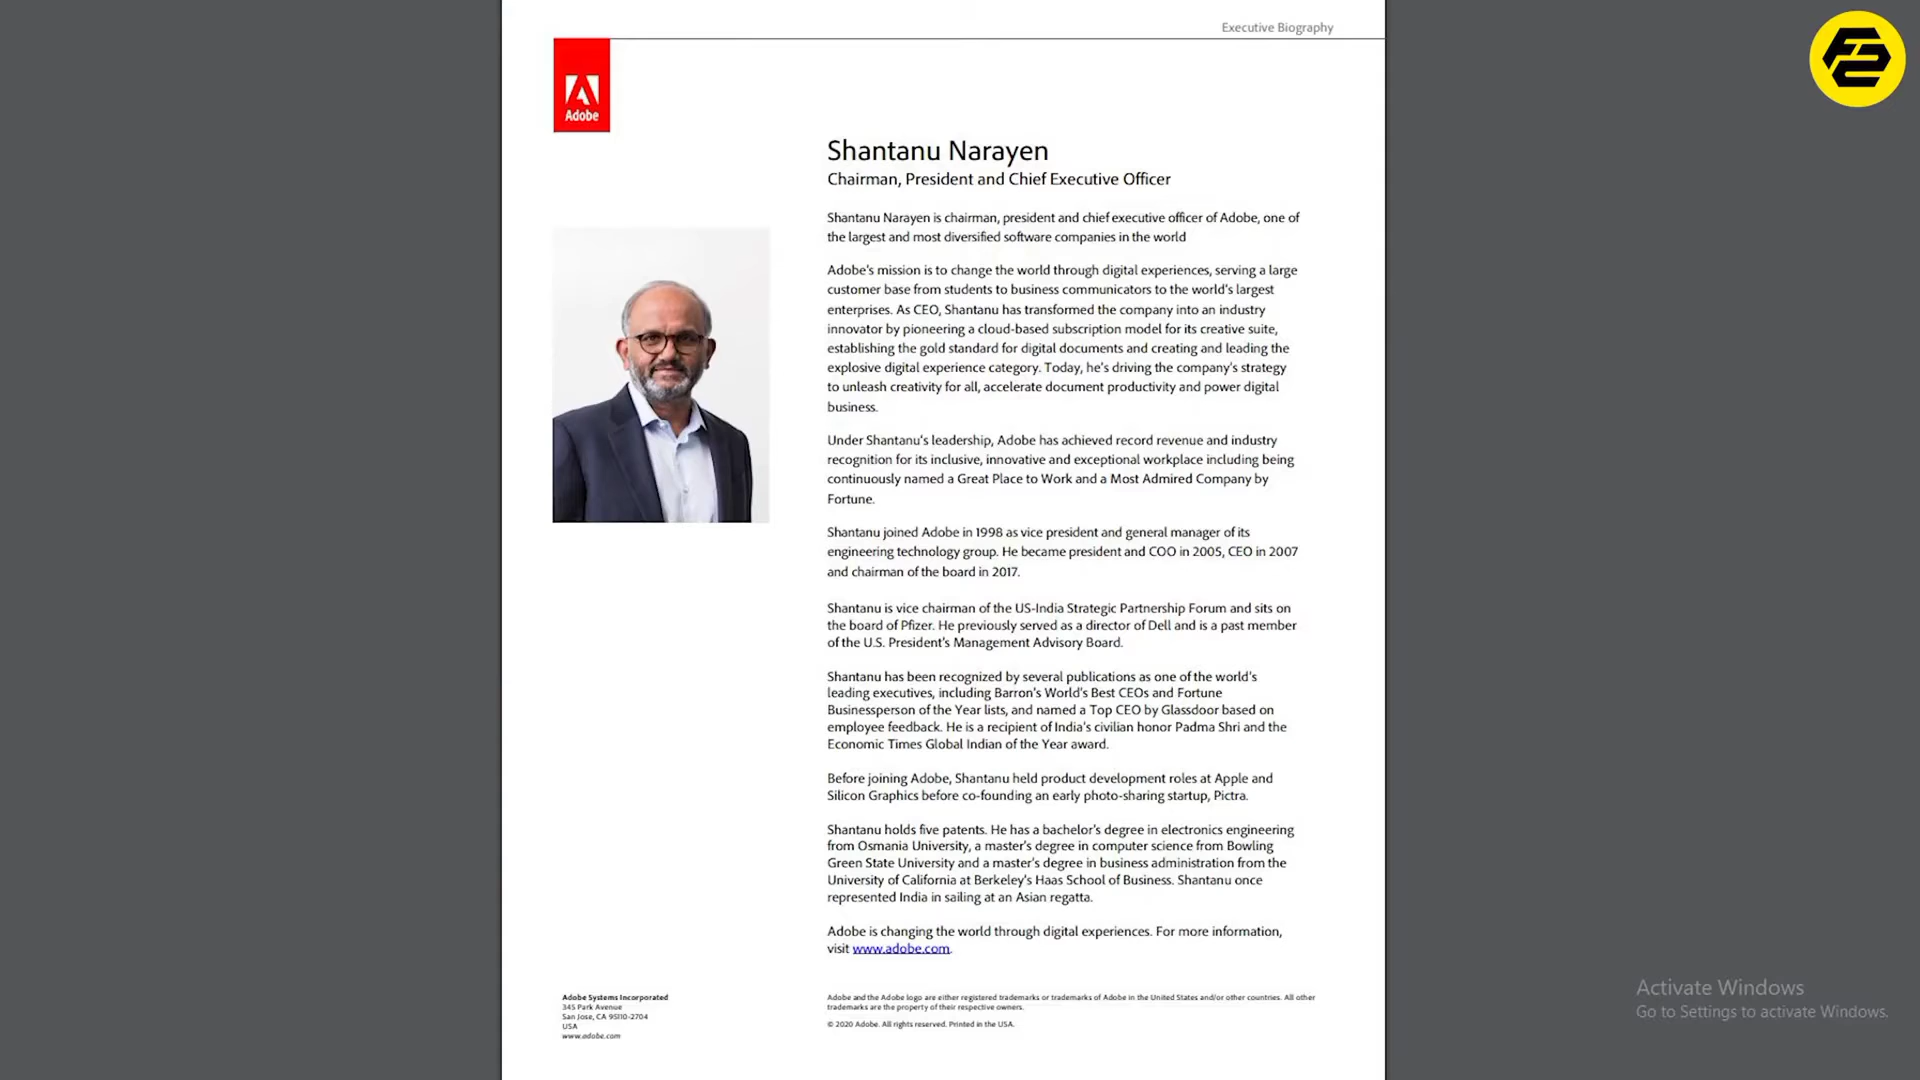 Executive Biography
Adobe
Shantanu Narayen
Chairman, President and Chief Executive Officer
Shantanu Narayen is chairman, president and chief executive officer of Adobe, one of
the largest and most diversified software companies in the world
Adobe's mission is to change the world through digital experiences, serving a large
customer base from students to business communicators to the world's largest
enterprises. As CEO, Shantanu has transformed the company into an industry
innovator by pioneering a cloud-based subscription model for its creative suite,
establishing the gold standard for digital documents and creating and leading the
explosive digital experience category. Today, he's driving the company's strategy
to unleash creativity for all, accelerate document productivity and power digital
business.
Under Shantanu's leadership, Adobe has achieved record revenue and industry
recognition for its inclusive, innovative and exceptional workplace including being
continuously named a Great Place to Work and a Most Admired Company by
Fortune.
Shantanu joined Adobe in 1998 as vice president and general manager of its
engineering technology group. He became president and COO in 2005, CEO in 2007
and chairman of the board in 2017.
Shantanu is vice chairman of the US-India Strategic Partnership Forum and sits on
the board of Pfizer. He previously served as a director of Dell and is a past member
of the U.S. President's Management Advisory Board.
Shantanu has been recognized by several publications as one of the world's
leading executives, including Barron's World's Best CEOs and Fortune
Businessperson of the Year lists, and named a Top CEO by Glassdoor based on
employee feedback. He is a recipient of India's civilian honor Padma Shri and the
Economic Times Global Indian of the Year award.
Before joining Adobe, Shantanu held product development roles at Apple and
Silicon Graphics before co-founding an early photo-sharing startup, Pictra.
Shantanu holds five patents. He has a bachelor's degree in electronics engineering
from Osmania University, a master's degree in computer science from Bowling
Green State University and a master's degree in business administration from the
University of California at Berkeley's Haas School of Business. Shantanu once
represented India in sailing at an Asian regatta.
Adobe is changing the world through digital experiences. For more information,
visit www.adobe.com.
Adobe Systems Incorporated
345 Park Avenue
San Jose, CA 95110-2704
USA
www.adobe.com
Adobe and the Adobe logo are either registered trademarks or trademarks of Adobe in the United States and/or other countries. All other
trademarks are the property of their respective owners.
© 2020 Adobe. All rights reserved. Printed in the USA.
Activate Windows
Go to Settings to activate Windows.